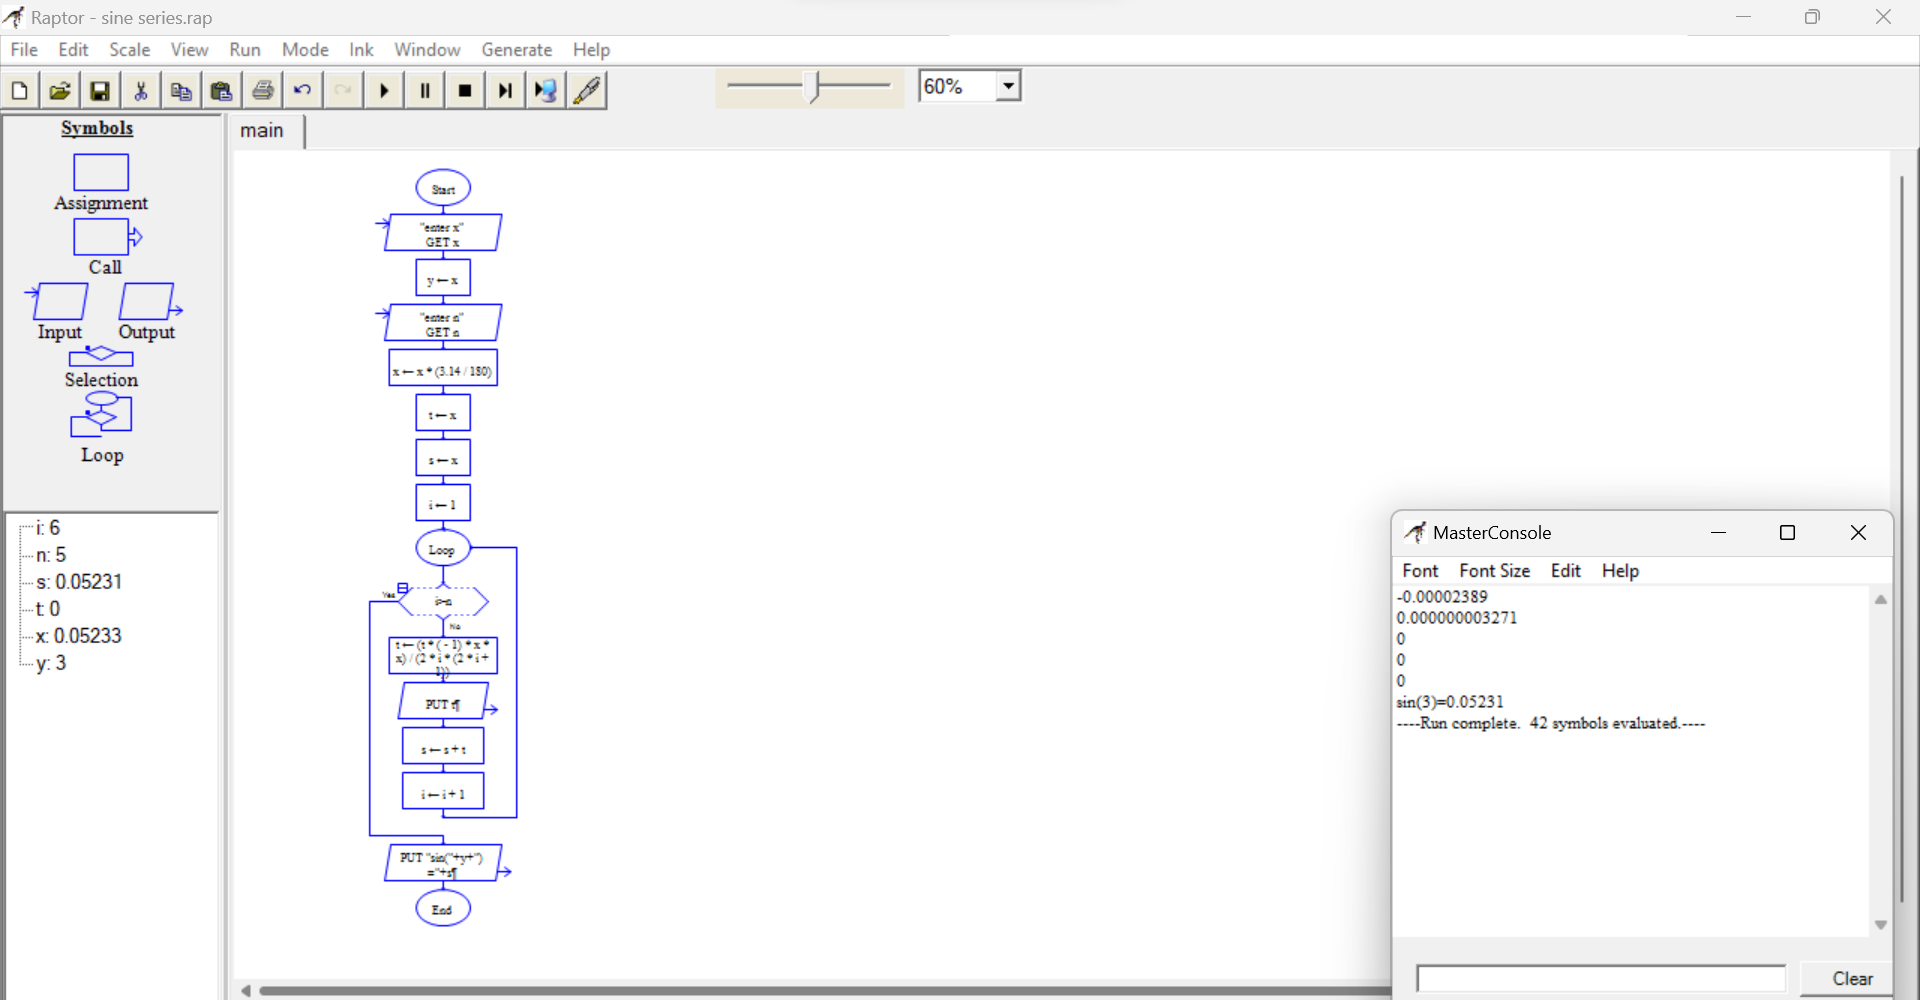 Raptor - sine series.rap
File Edit Scale View Run Mode Ink Window Generate Help
60%
Symbols
Assignment
Call
Input Output
Selection
Loop
i: 6
n: 5
s: 0.05231
t: 0
x: 0.05233
y: 3
main
Start
"enter x"
GET x
y ← x
"enter n"
GET n
x ← x * (3.14 / 180)
t ← x
s ← x
i ← 1
Loop
Yes
No
t ← (t * ( - 1) * x *
x) / (2 * i * (2 * i +
1))
PUT t¶
s ← s + t
i ← i + 1
PUT "sin("+y+")
="+s¶
End
MasterConsole
Font Font Size Edit Help
-0.00002389
0.000000003271
0
0
0
sin(3)=0.05231
----Run complete. 42 symbols evaluated.----
Clear